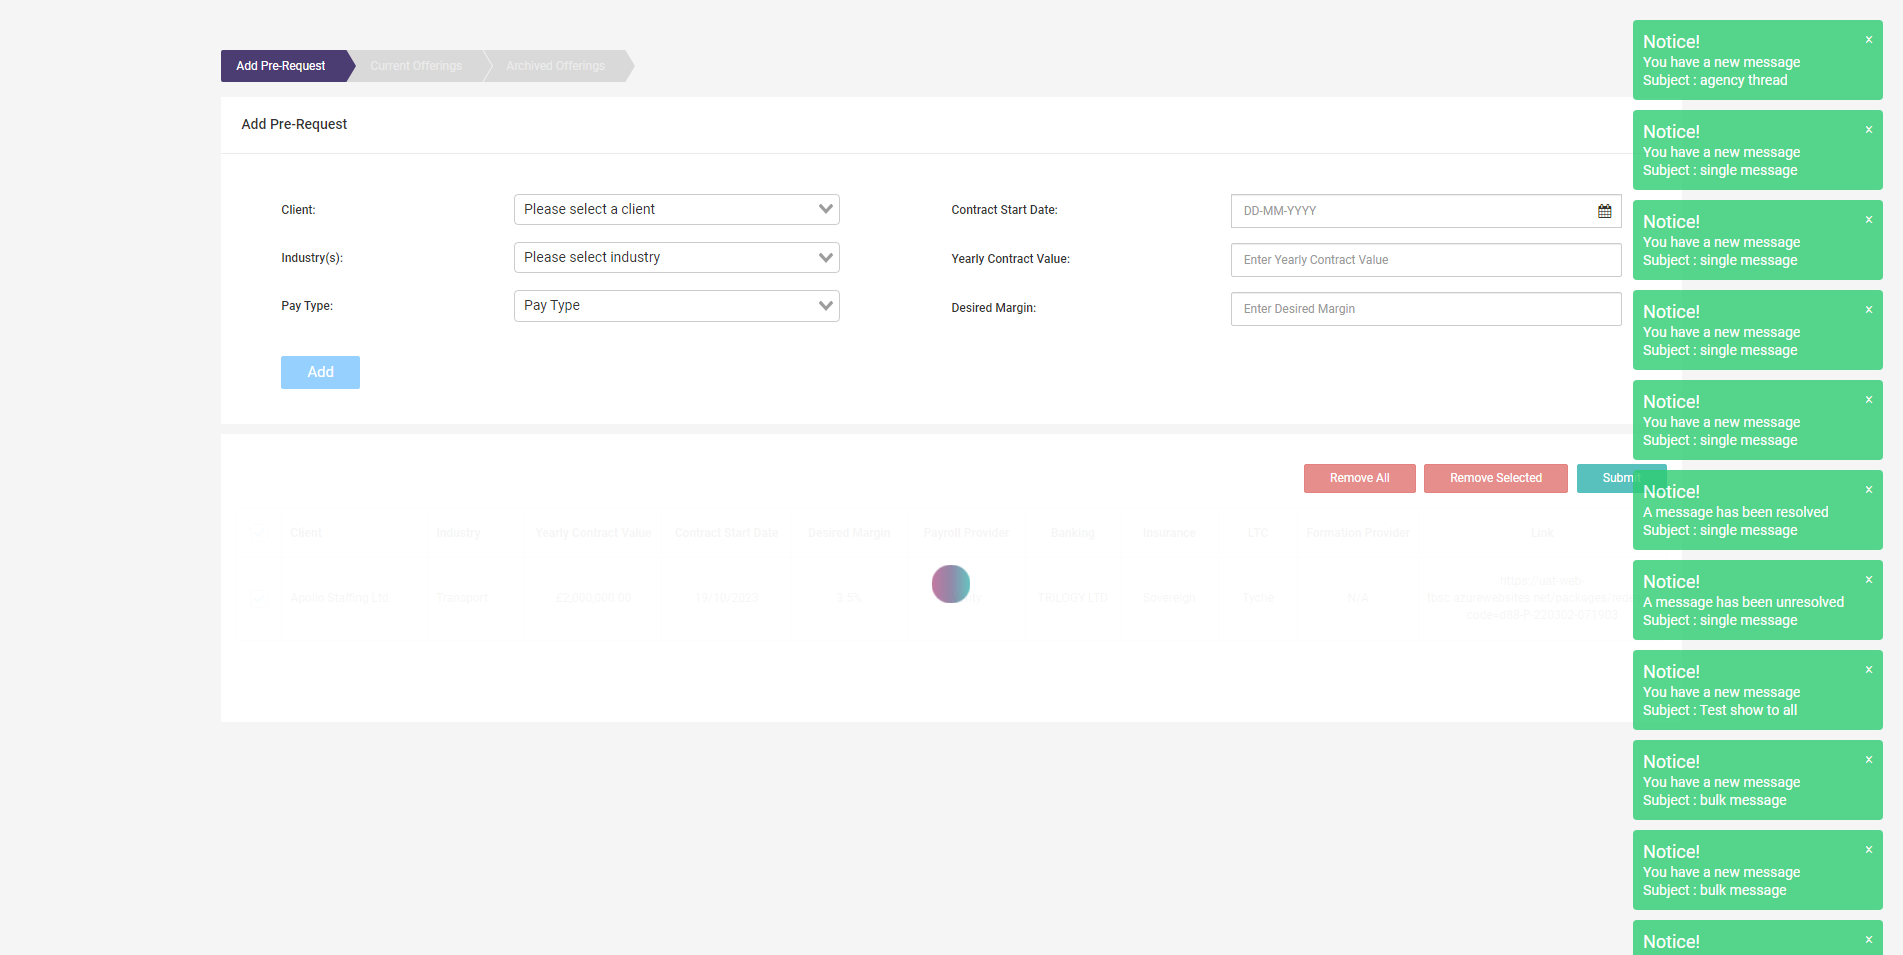 Add Pre-Request
Current Offerings
Archived Offerings
Add Pre-Request
Client:
Please select a client
Industry(s):
Please select industry
Pay Type:
Pay Type
Contract Start Date:
DD-MM-YYYY
Yearly Contract Value:
Enter Yearly Contract Value
Desired Margin:
Enter Desired Margin
Add
Remove All
Remove Selected
Submit
Client
Industry
Yearly Contract Value
Contract Start Date
Desired Margin
Payroll Provider
Banking
Insurance
Formation Provider
Link
Apollo Staffing Ltd
Transport
£2,000,000.00
19/10/2023
TRILOGY LTD
Sovereign
Tyche
N/A
https://uat-web-
Notice!
You have a new message
Subject : agency thread
Notice!
You have a new message
Subject : single message
Notice!
You have a new message
Subject : single message
Notice!
You have a new message
Subject : single message
Notice!
You have a new message
Subject : single message
Notice!
A message has been resolved
Subject : single message
Notice!
A message has been unresolved
Subject : single message
Notice!
You have a new message
Subject : Test show to all
Notice!
You have a new message
Subject : bulk message
Notice!
You have a new message
Subject : bulk message
Notice!